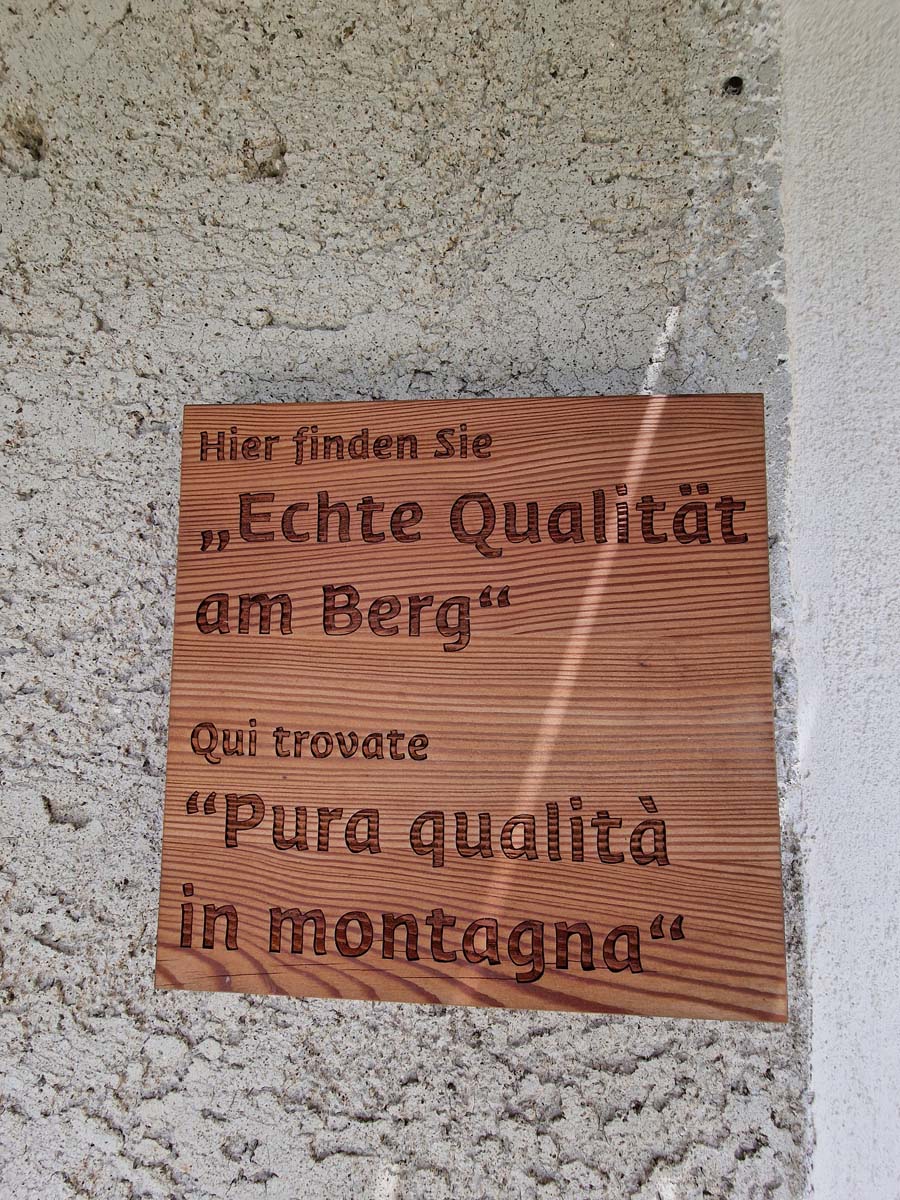 Hier finden Sie
„Echte Qualität
am Berg“
Qui trovate
“Pura qualità
in montagna“